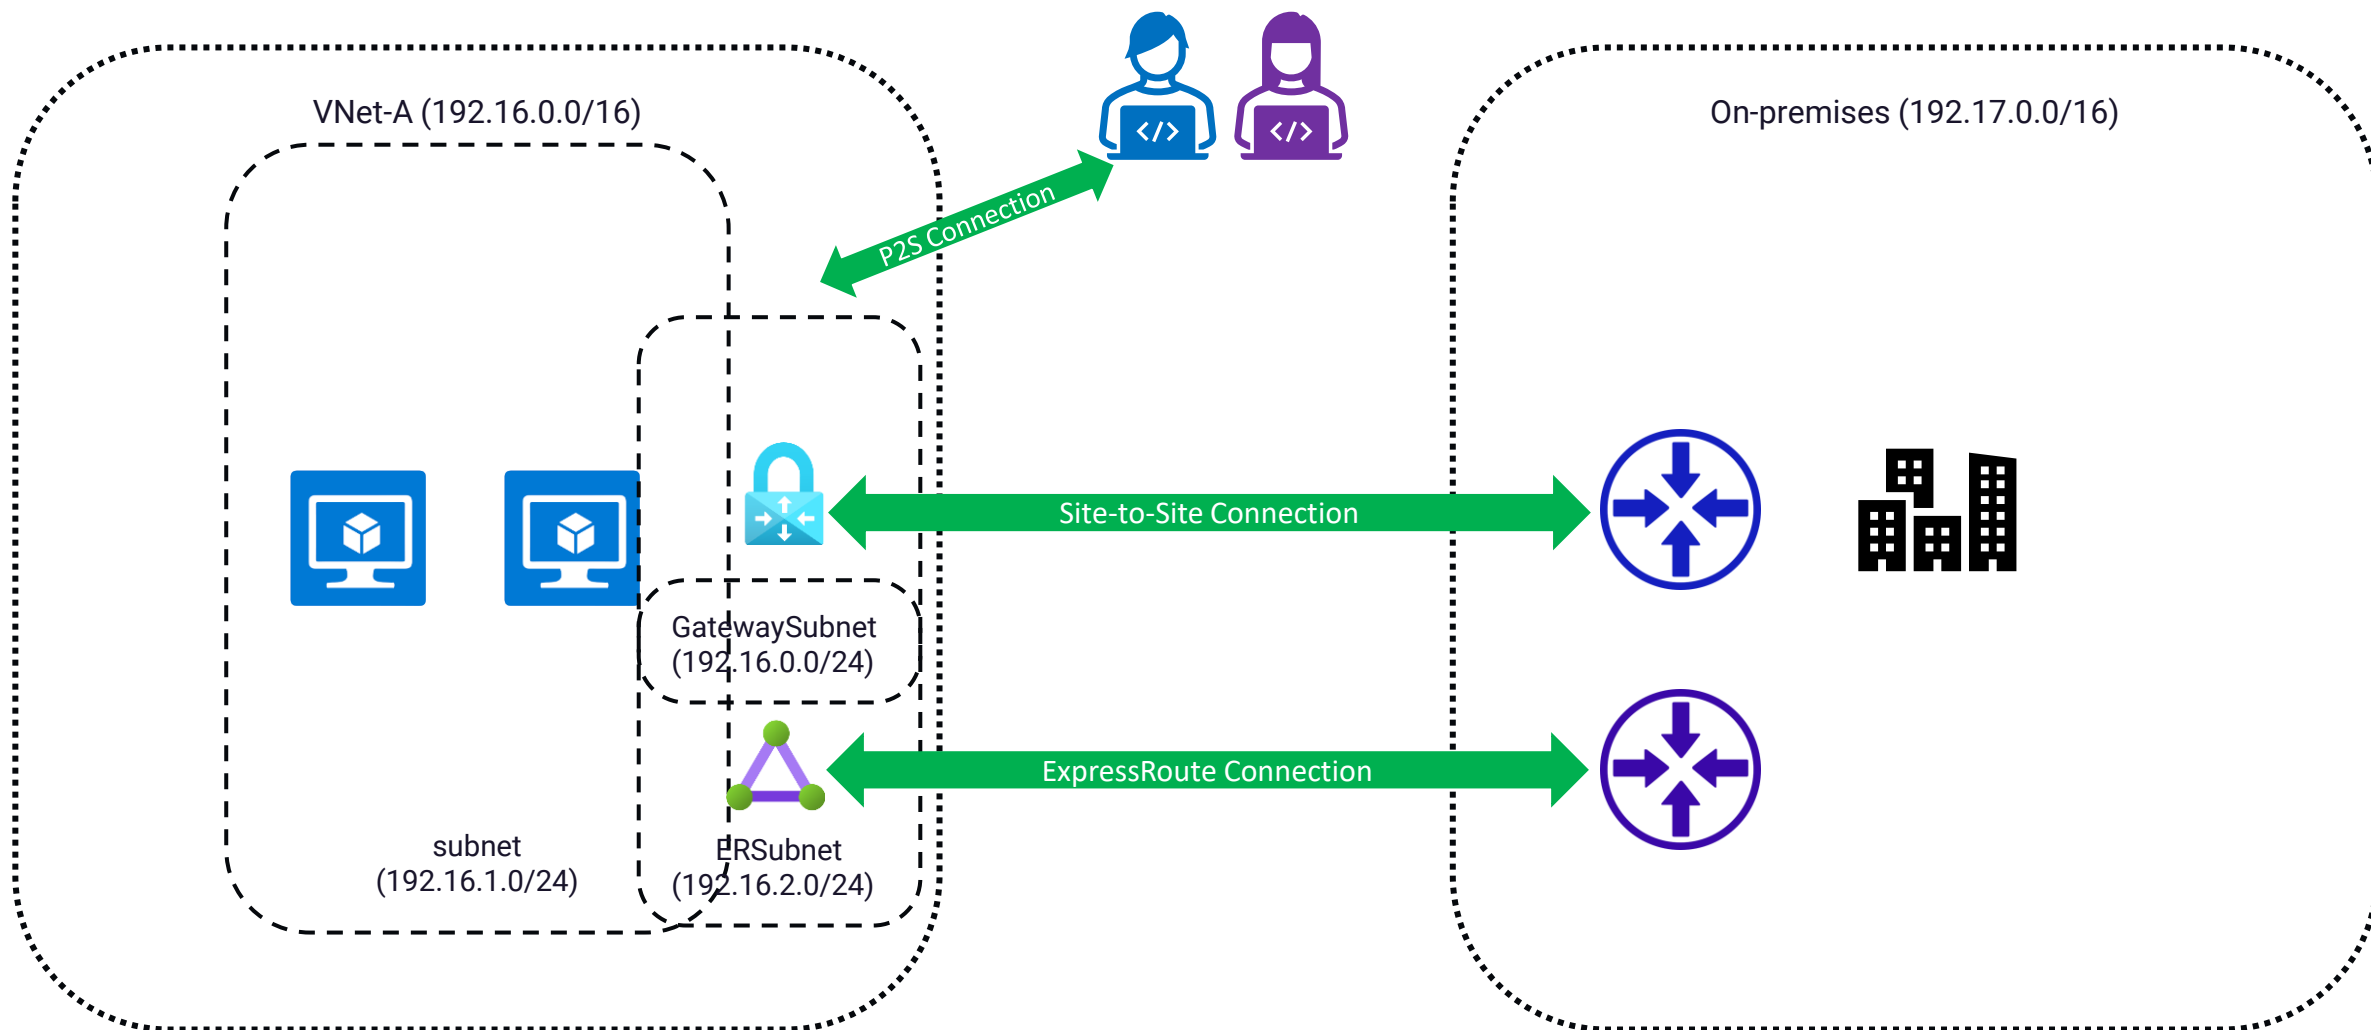 VNet-A (192.16.0.0/16)
On-premises (192.17.0.0/16)
</>
</>
P2S Connection
Site-to-Site Connection
GatewaySubnet
(192.16.0.0/24)
ExpressRoute Connection
subnet
(192.16.1.0/24)
ERSubnet
(192.16.2.0/24)